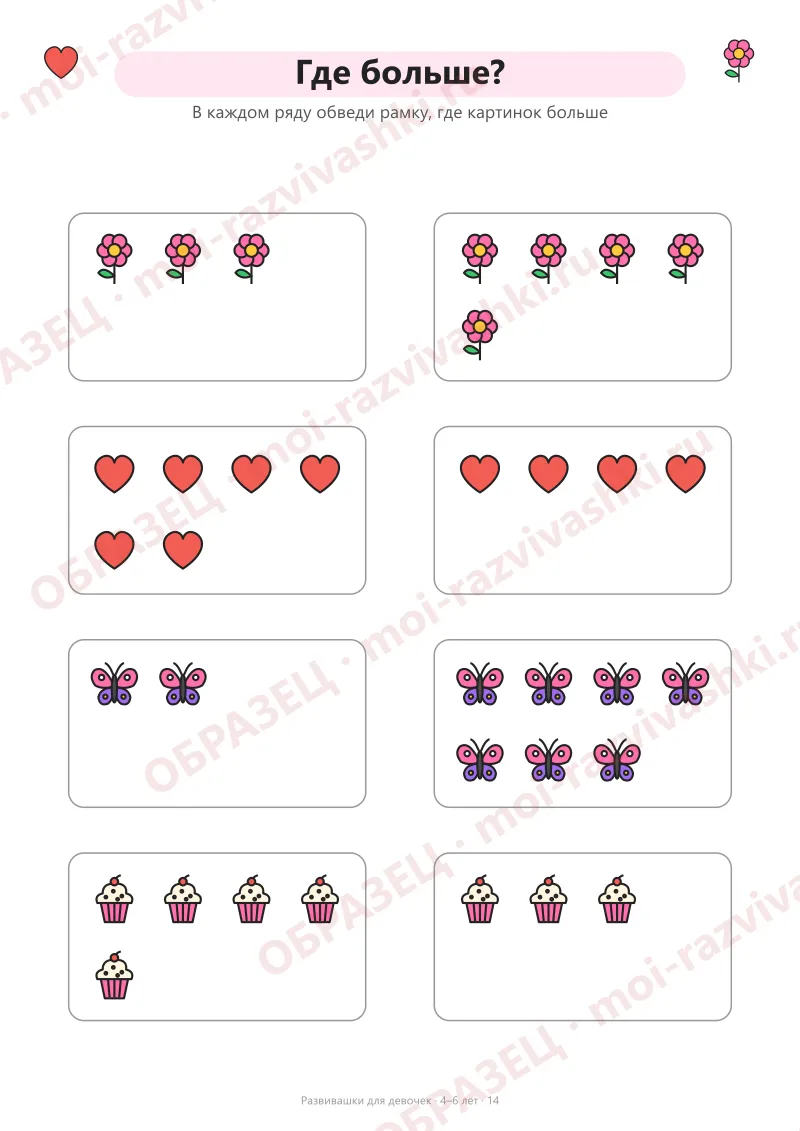 Где больше?
В каждом ряду обведи рамку, где картинок больше
ОБРАЗЕЦ · moi-razvivashki.ru
Развивашки для девочек · 4–6 лет · 14